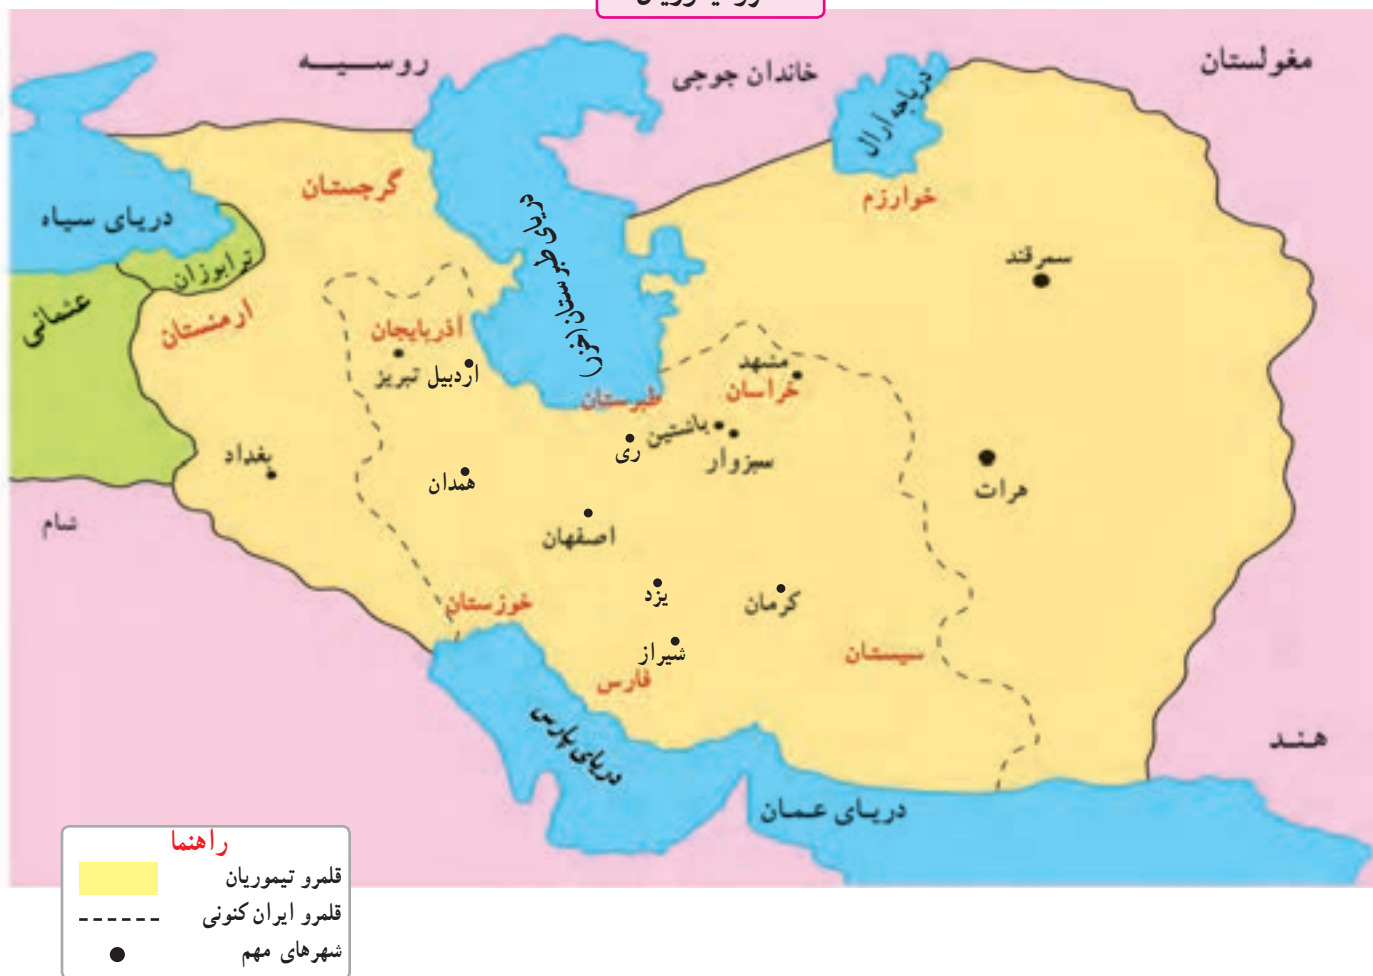 روسیه
خاندان جوجی
مغولستان
دریاچه آرال
خوارزم
گرجستان
دریای سیاه
ترابوزان
عثمانی
ارمنستان
دریای طبرستان (خزر)
سمرقند
آذربایجان
تبریز
اردبیل
طبرستان
مشهد
خراسان
باشتین
سبزوار
ری
هرات
بغداد
همدان
شام
اصفهان
خوزستان
یزد
کرمان
شیراز
فارس
سیستان
دریای پارس
دریای عمان
هند
راهنما
قلمرو تیموریان
قلمرو ایران کنونی
شهرهای مهم